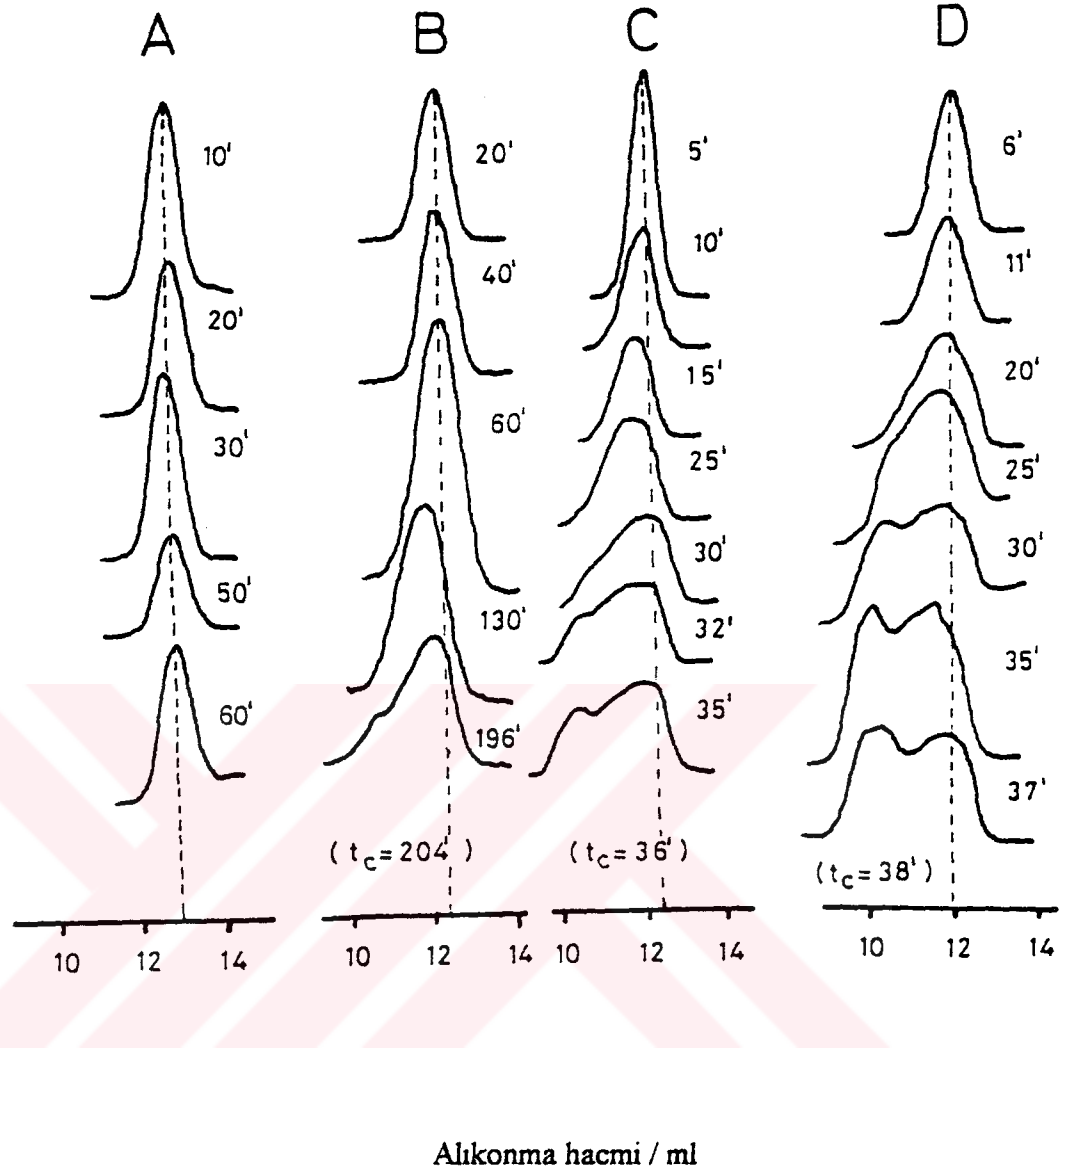 A B C D
10'
20'
30'
50'
60'
10 12 14
20'
40'
60'
130'
196'
( tc = 204' )
10 12 14
5'
10'
15'
25'
30'
32'
35'
( tc = 36' )
10 12 14
6'
11'
20'
25'
30'
35'
37'
( tc = 38' )
10 12 14
Alıkonma hacmi / ml